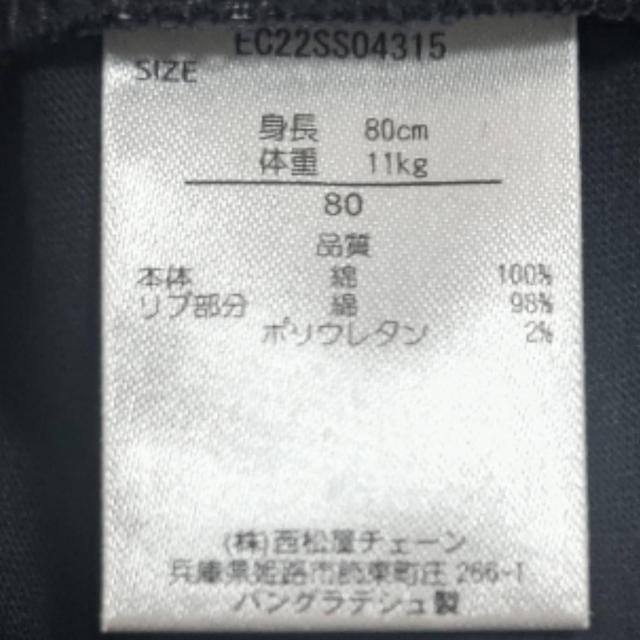 EC22SS04315
SIZE
身長 80cm
体重 11kg
80
品質
本体 綿 100%
リブ部分 綿 98%
ポリウレタン 2%
(株)西松屋チェーン
兵庫県姫路市飾東町庄 266-1
バングラデシュ製